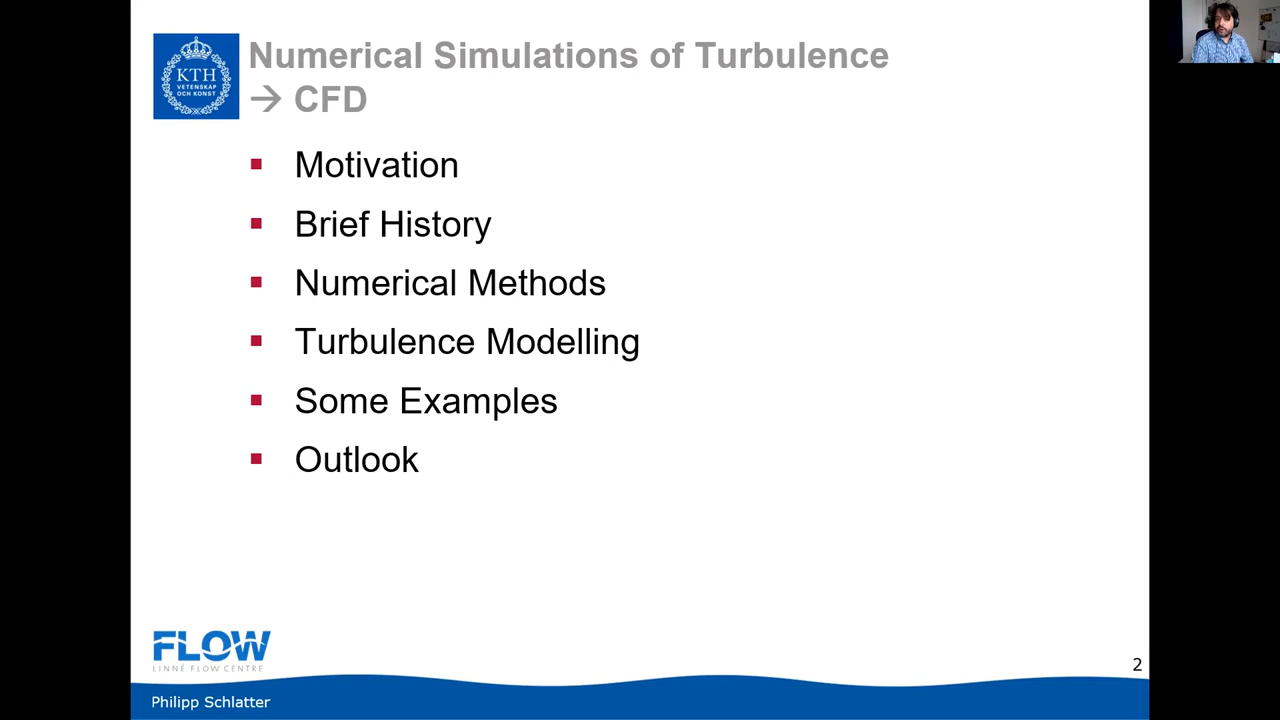 Numerical Simulations of Turbulence
→ CFD
KTH
VETENSKAP
OCH KONST
▪ Motivation
▪ Brief History
▪ Numerical Methods
▪ Turbulence Modelling
▪ Some Examples
▪ Outlook
FLOW
LINNÉ FLOW CENTRE
2
Philipp Schlatter